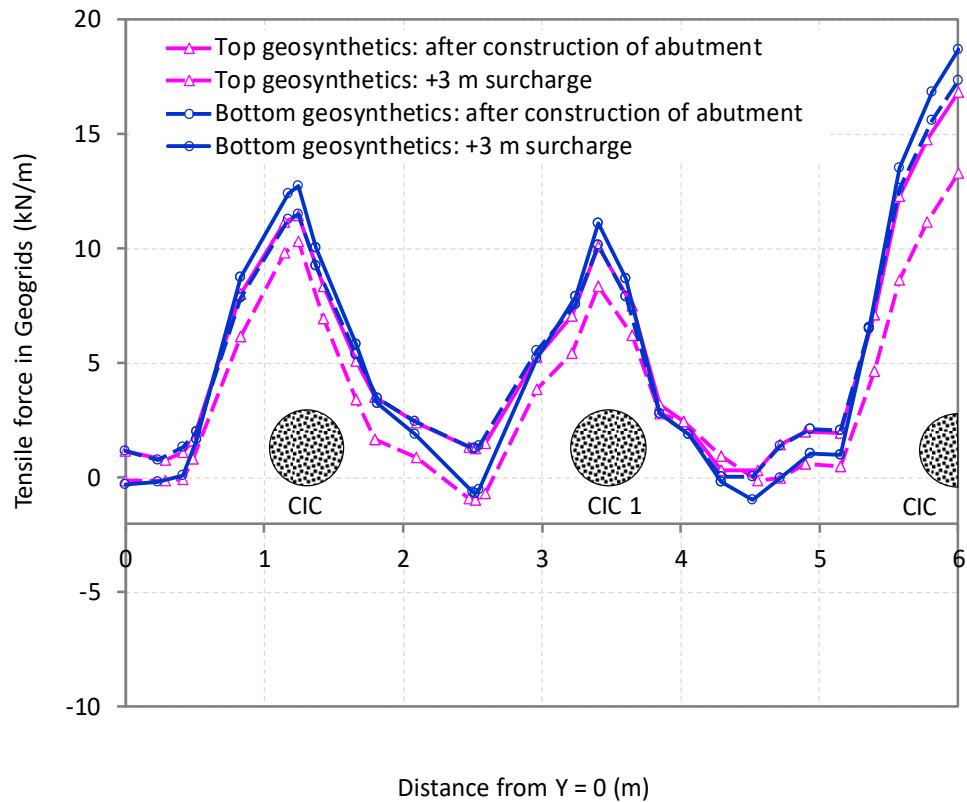 Top geosynthetics: after construction of abutment
Top geosynthetics: +3 m surcharge
Bottom geosynthetics: after construction of abutment
Bottom geosynthetics: +3 m surcharge
Tensile force in Geogrids (kN/m)
20
15
10
5
0
-5
-10
CIC
CIC 1
CIC
0 1 2 3 4 5 6
Distance from Y = 0 (m)